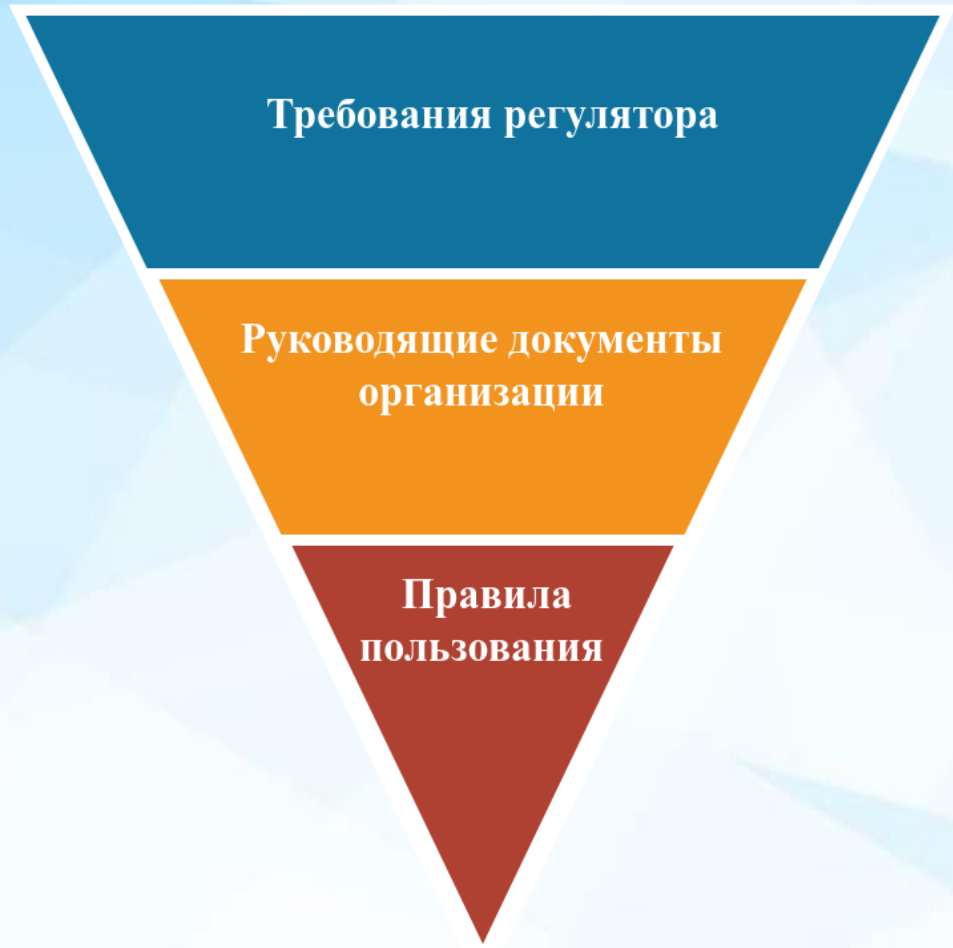 Требования регулятора
Руководящие документы
организации
Правила
пользования